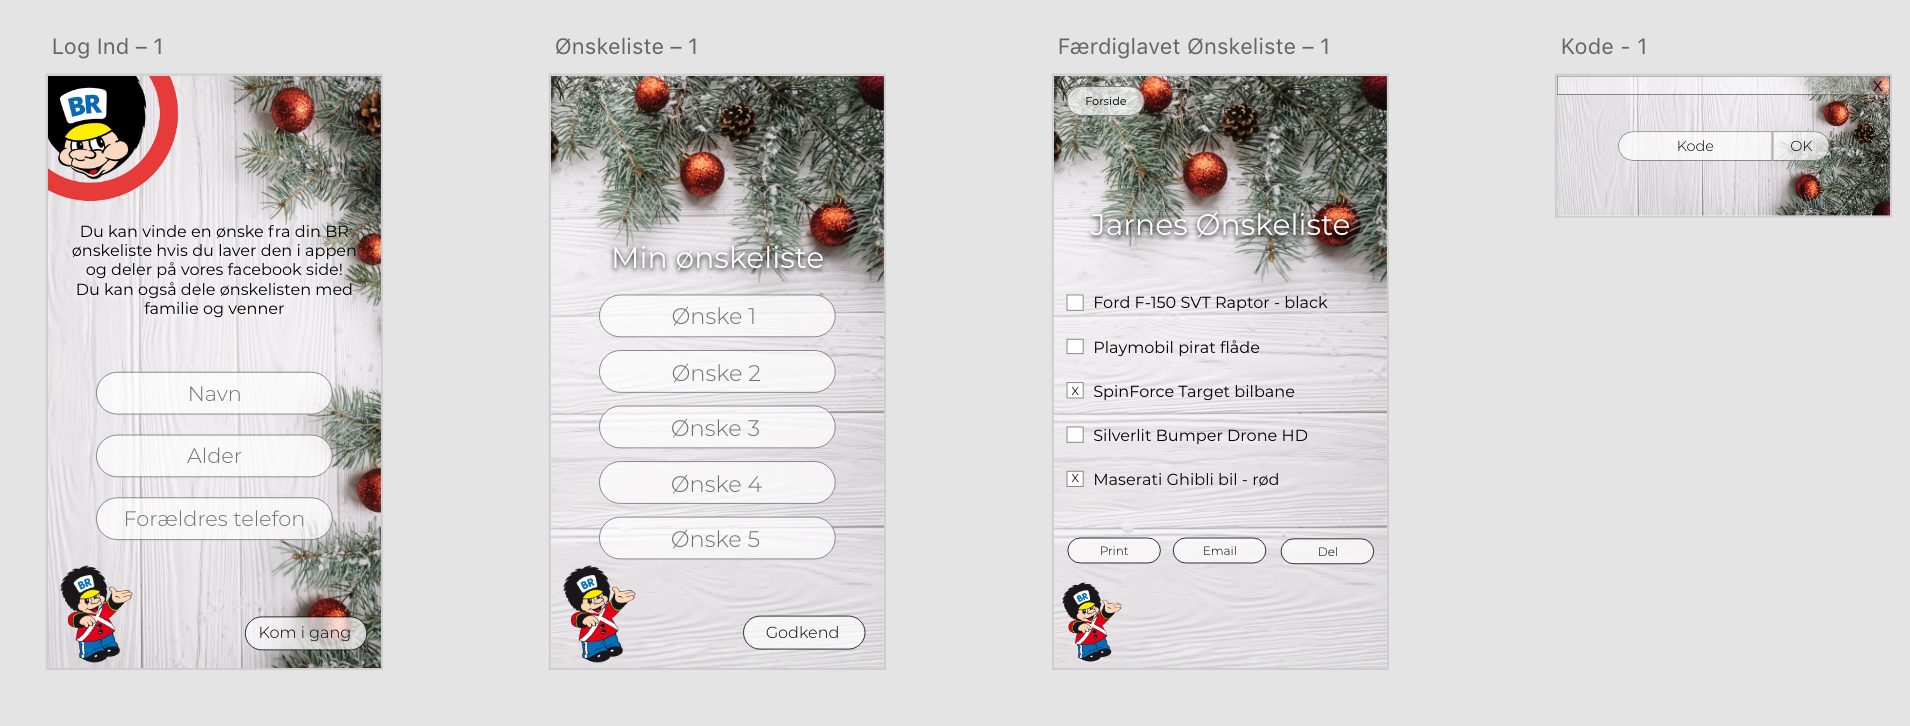 Log Ind – 1
BR
Du kan vinde en ønske fra din BR
ønskeliste hvis du laver den i appen
og deler på vores facebook side!
Du kan også dele ønskelisten med
familie og venner
Navn
Alder
Forældres telefon
BR
Kom i gang
Ønskeliste – 1
Min ønskeliste
Ønske 1
Ønske 2
Ønske 3
Ønske 4
Ønske 5
BR
Godkend
Færdiglavet Ønskeliste – 1
Forside
Jarnes Ønskeliste
Ford F-150 SVT Raptor - black
Playmobil pirat flåde
X SpinForce Target bilbane
Silverlit Bumper Drone HD
X Maserati Ghibli bil - rød
Print Email Del
BR
Kode - 1
X
Kode OK